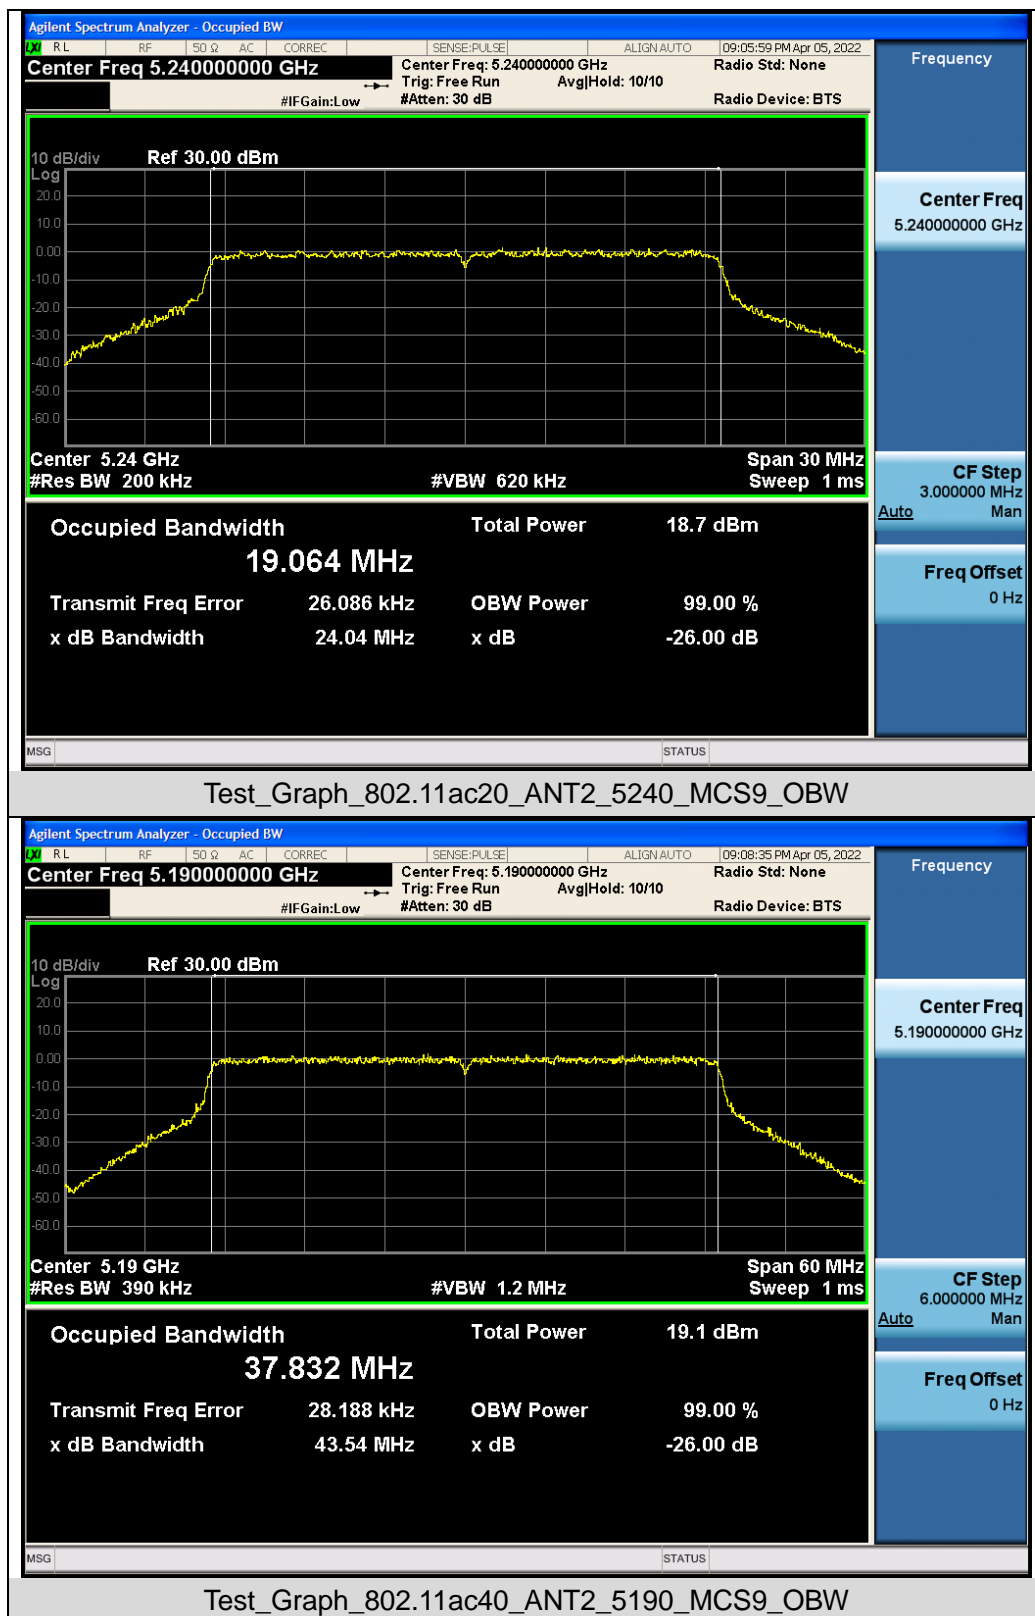 Agilent Spectrum Analyzer - Occupied BW
LXI RL RF 50 Ω AC CORREC SENSE:PULSE ALIGN AUTO 09:05:59 PM Apr 05, 2022
Center Freq 5.240000000 GHz
Center Freq: 5.240000000 GHz
Radio Std: None
Trig: Free Run Avg|Hold: 10/10
#IFGain:Low
#Atten: 30 dB
Radio Device: BTS
Frequency
10 dB/div Ref 30.00 dBm
Log
20.0
10.0
0.00
-10.0
-20.0
-30.0
-40.0
-50.0
-60.0
Center Freq
5.240000000 GHz
Center 5.24 GHz Span 30 MHz
#Res BW 200 kHz #VBW 620 kHz Sweep 1 ms
CF Step
3.000000 MHz
Auto Man
Freq Offset
0 Hz
Occupied Bandwidth Total Power 18.7 dBm
19.064 MHz
Transmit Freq Error 26.086 kHz OBW Power 99.00 %
x dB Bandwidth 24.04 MHz x dB -26.00 dB
MSG STATUS
Test_Graph_802.11ac20_ANT2_5240_MCS9_OBW
Agilent Spectrum Analyzer - Occupied BW
LXI RL RF 50 Ω AC CORREC SENSE:PULSE ALIGN AUTO 09:08:35 PM Apr 05, 2022
Center Freq 5.190000000 GHz
Center Freq: 5.190000000 GHz
Radio Std: None
Trig: Free Run Avg|Hold: 10/10
#IFGain:Low
#Atten: 30 dB
Radio Device: BTS
Frequency
10 dB/div Ref 30.00 dBm
Log
20.0
10.0
0.00
-10.0
-20.0
-30.0
-40.0
-50.0
-60.0
Center Freq
5.190000000 GHz
Center 5.19 GHz Span 60 MHz
#Res BW 390 kHz #VBW 1.2 MHz Sweep 1 ms
CF Step
6.000000 MHz
Auto Man
Freq Offset
0 Hz
Occupied Bandwidth Total Power 19.1 dBm
37.832 MHz
Transmit Freq Error 28.188 kHz OBW Power 99.00 %
x dB Bandwidth 43.54 MHz x dB -26.00 dB
MSG STATUS
Test_Graph_802.11ac40_ANT2_5190_MCS9_OBW